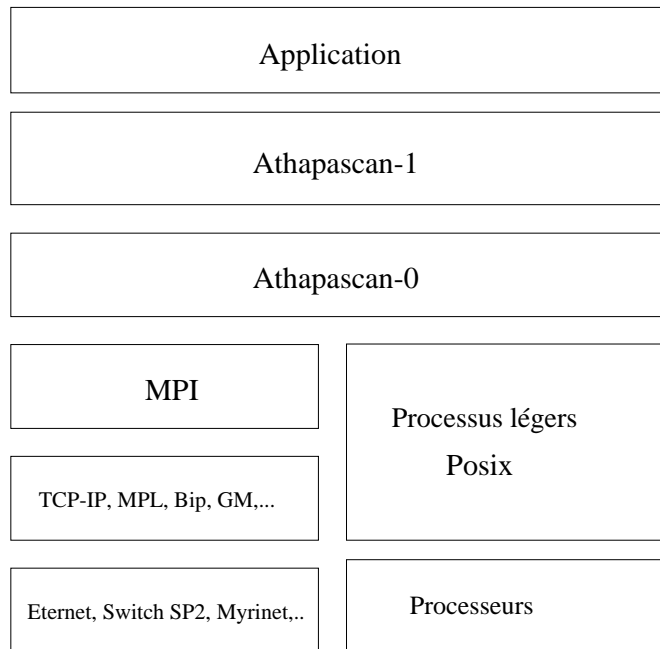 Application
Athapascan-1
Athapascan-0
MPI
Processus légers
Posix
TCP-IP, MPL, Bip, GM,...
Eternet, Switch SP2, Myrinet,..
Processeurs